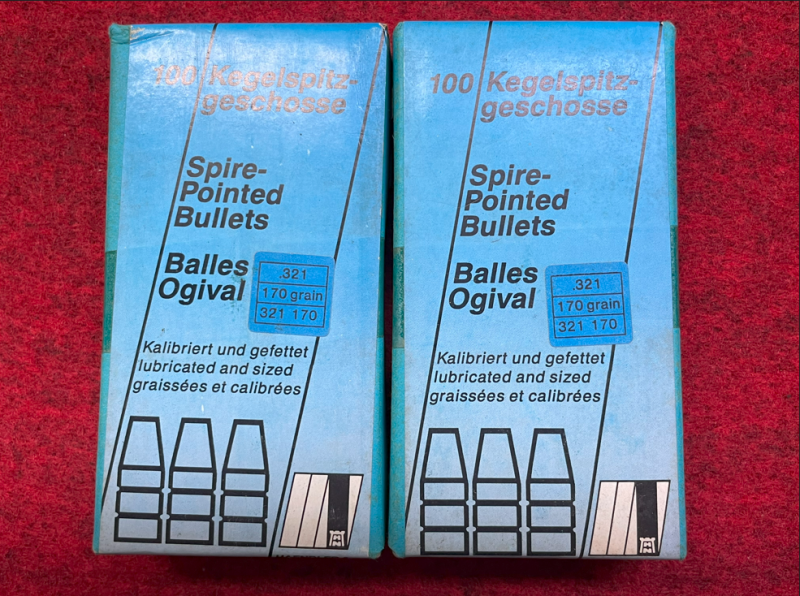 100 Kegelspitz-
geschosse
Spire-
Pointed
Bullets
Balles
Ogival
.321
170 grain
321 170
Kalibriert und gefettet
lubricated and sized
graissées et calibrées
100 Kegelspitz-
geschosse
Spire-
Pointed
Bullets
Balles
Ogival
.321
170 grain
321 170
Kalibriert und gefettet
lubricated and sized
graissées et calibrées